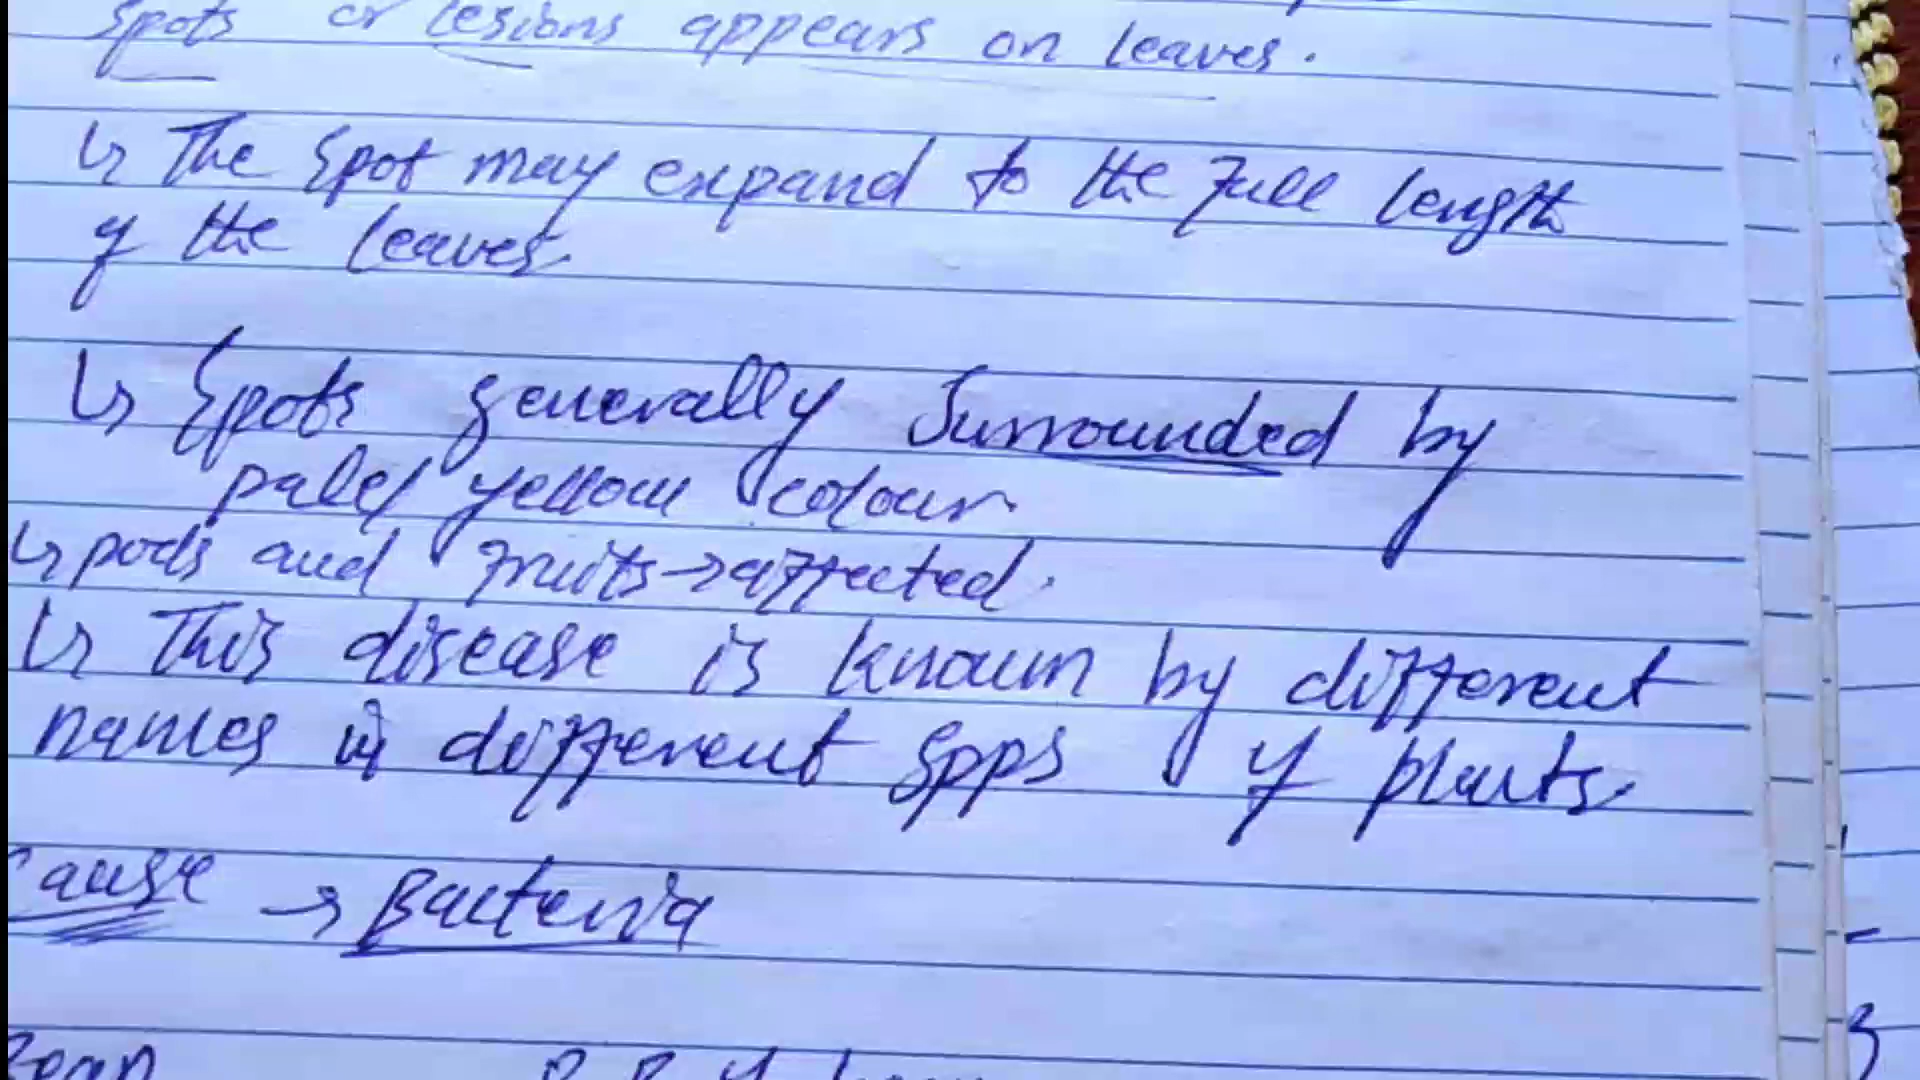 Spots or lesions appears on leaves.
↳ The Spot may expand to the full length
of the leaves.
↳ Spots generally Surrounded by
pale yellow colour
↳ pods and fruits → affected.
↳ This disease is known by different
names in different Spps of plants.
Cause → Bacteria
Bean